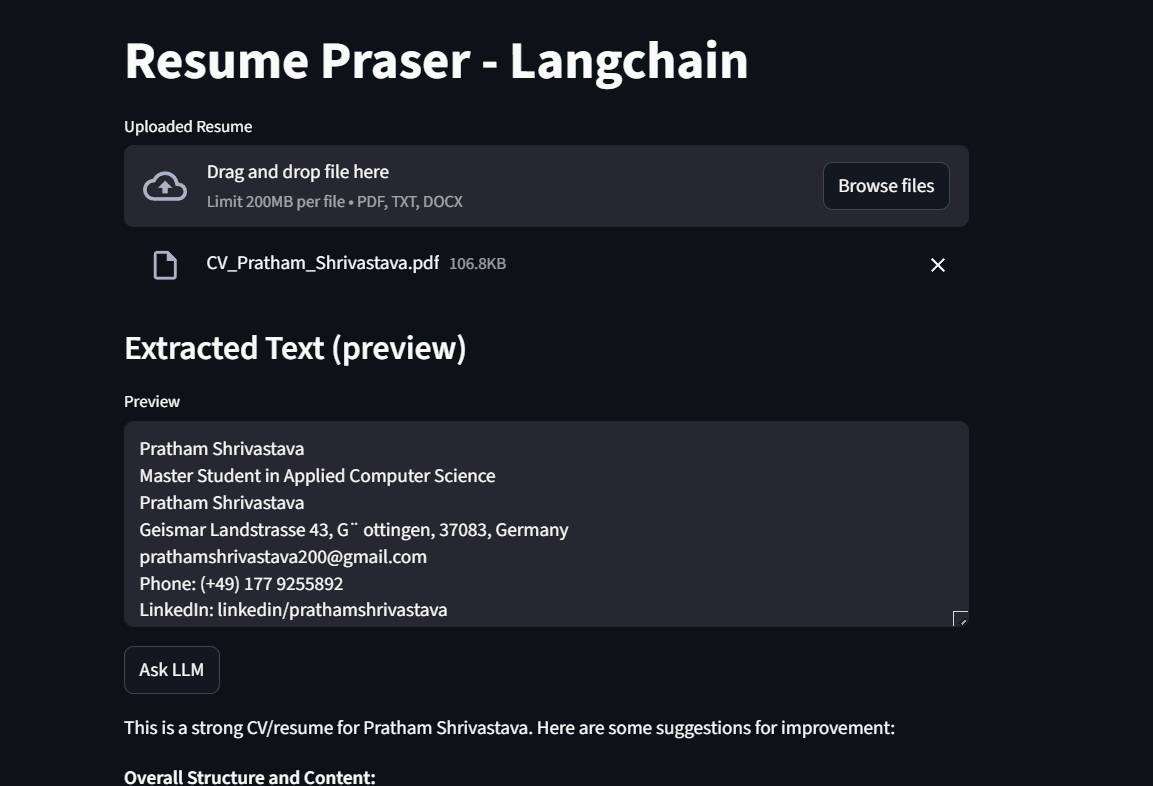 Resume Praser - Langchain
Uploaded Resume
Drag and drop file here
Limit 200MB per file • PDF, TXT, DOCX
Browse files
CV_Pratham_Shrivastava.pdf 106.8KB
Extracted Text (preview)
Preview
Pratham Shrivastava
Master Student in Applied Computer Science
Pratham Shrivastava
Geismar Landstrasse 43, G¨ ottingen, 37083, Germany
prathamshrivastava200@gmail.com
Phone: (+49) 177 9255892
LinkedIn: linkedin/prathamshrivastava
Ask LLM
This is a strong CV/resume for Pratham Shrivastava. Here are some suggestions for improvement:
Overall Structure and Content: